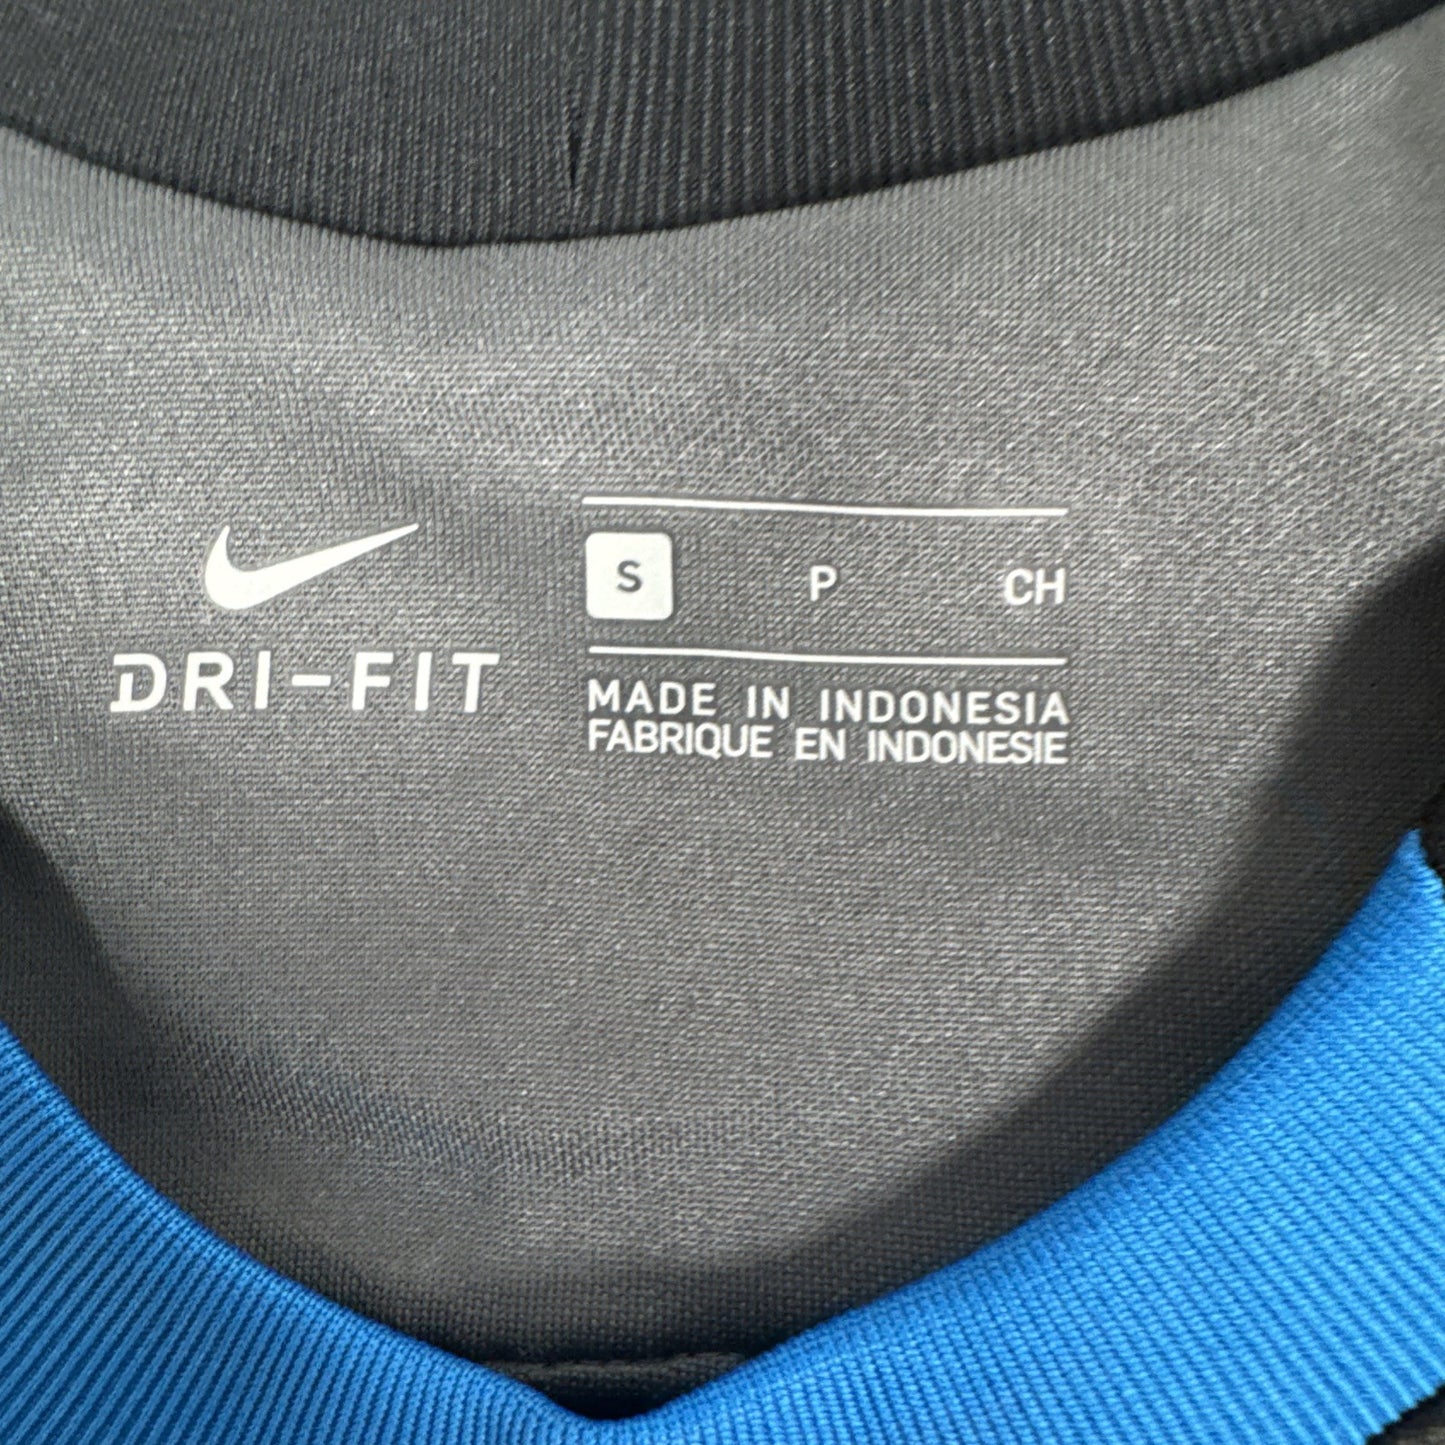 DRI-FIT
S P CH
MADE IN INDONESIA
FABRIQUE EN INDONESIE